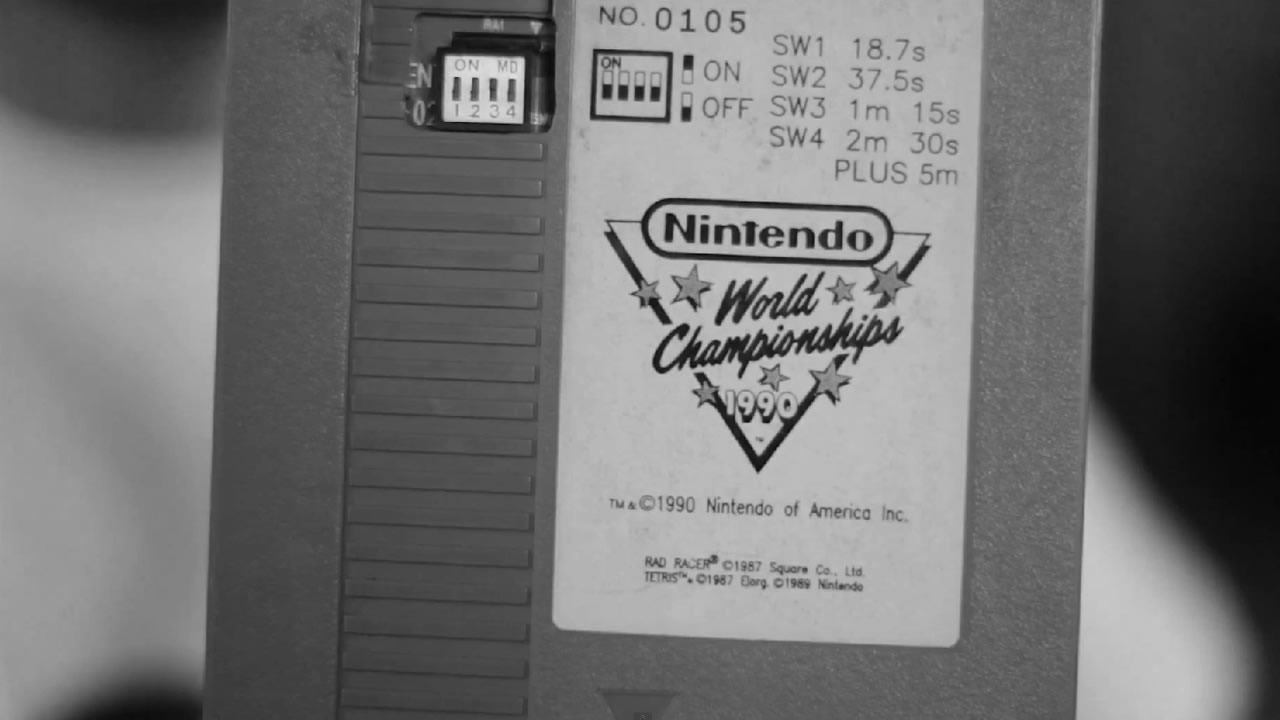 NO. 0105
SW1 18.7s
ON MD
1 2 3 4
ON
ON
OFF
SW2 37.5s
SW3 1m 15s
SW4 2m 30s
PLUS 5m
Nintendo
World
Championships
1990
TM
TM & ©1990 Nintendo of America Inc.
RAD RACER® ©1987 Square Co., Ltd.
TETRIS™ ©1987 Elorg. ©1989 Nintendo